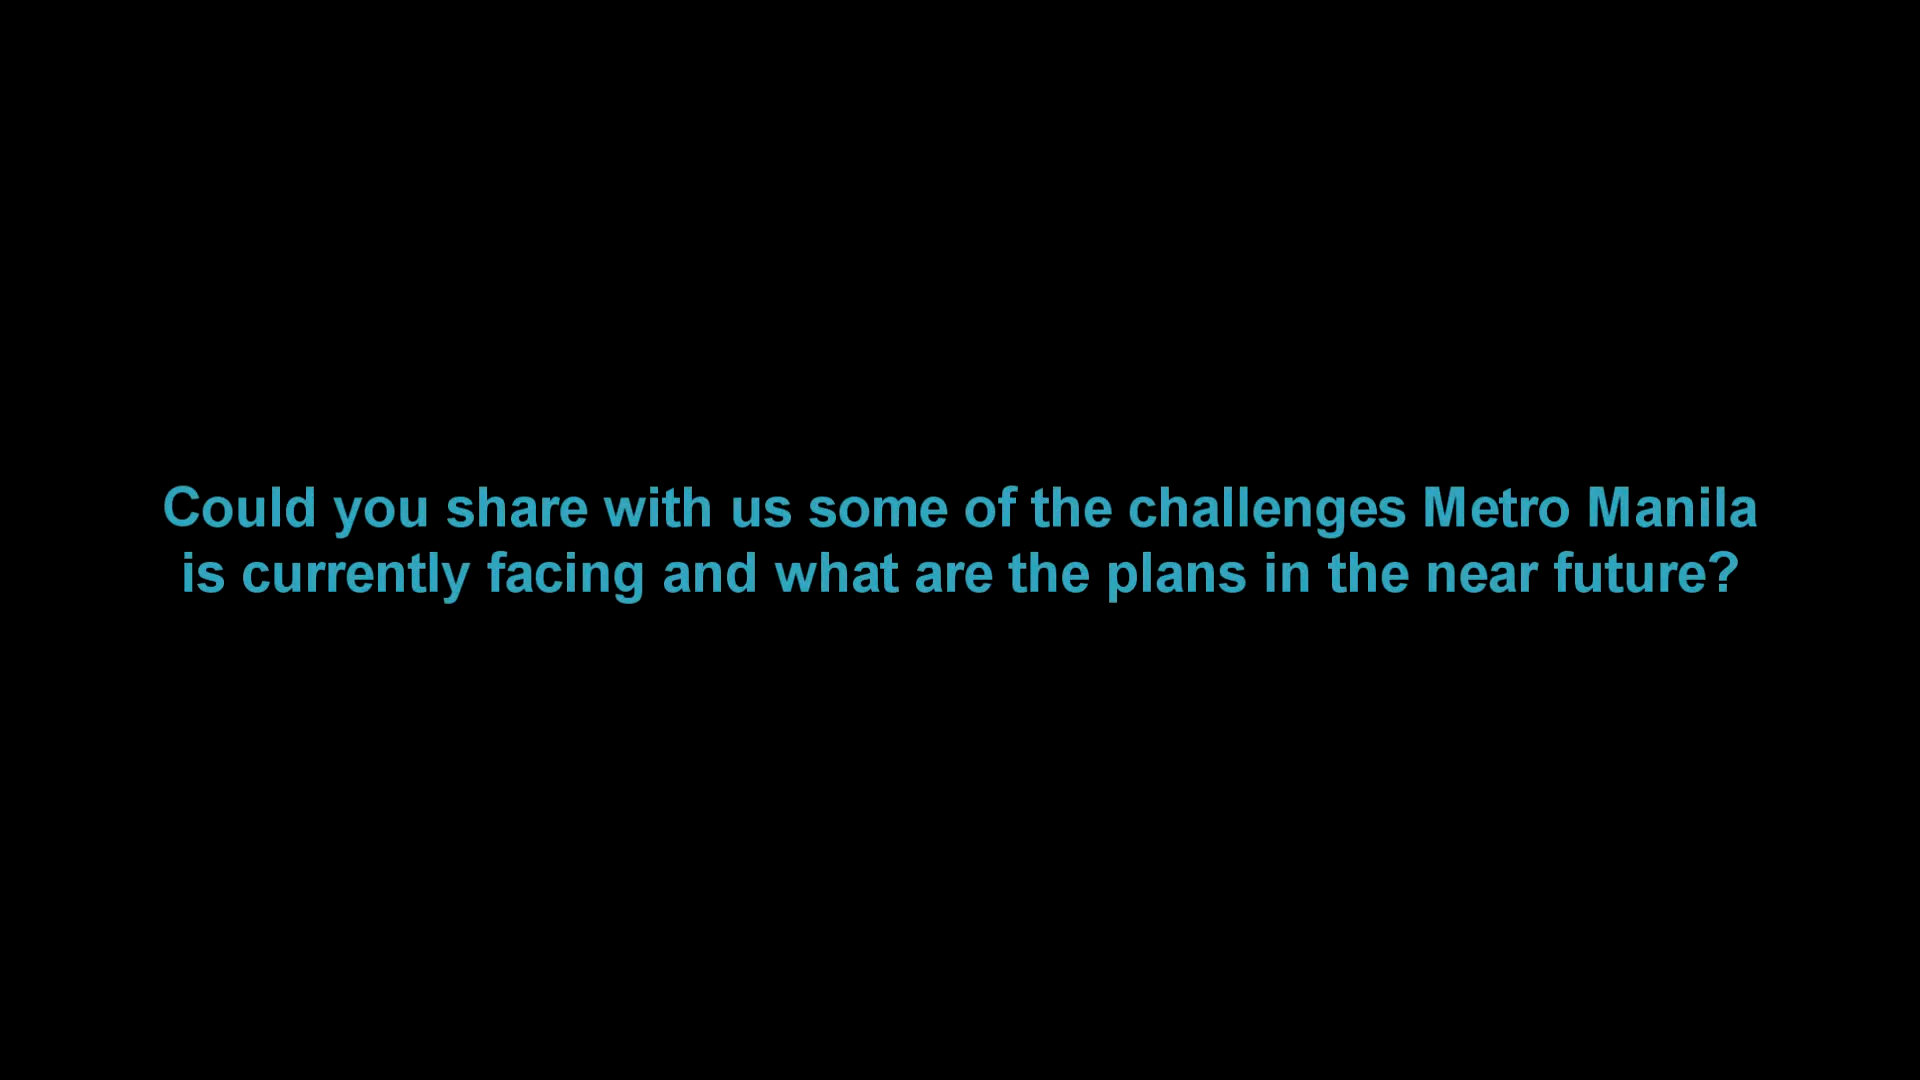 Could you share with us some of the challenges Metro Manila
is currently facing and what are the plans in the near future?